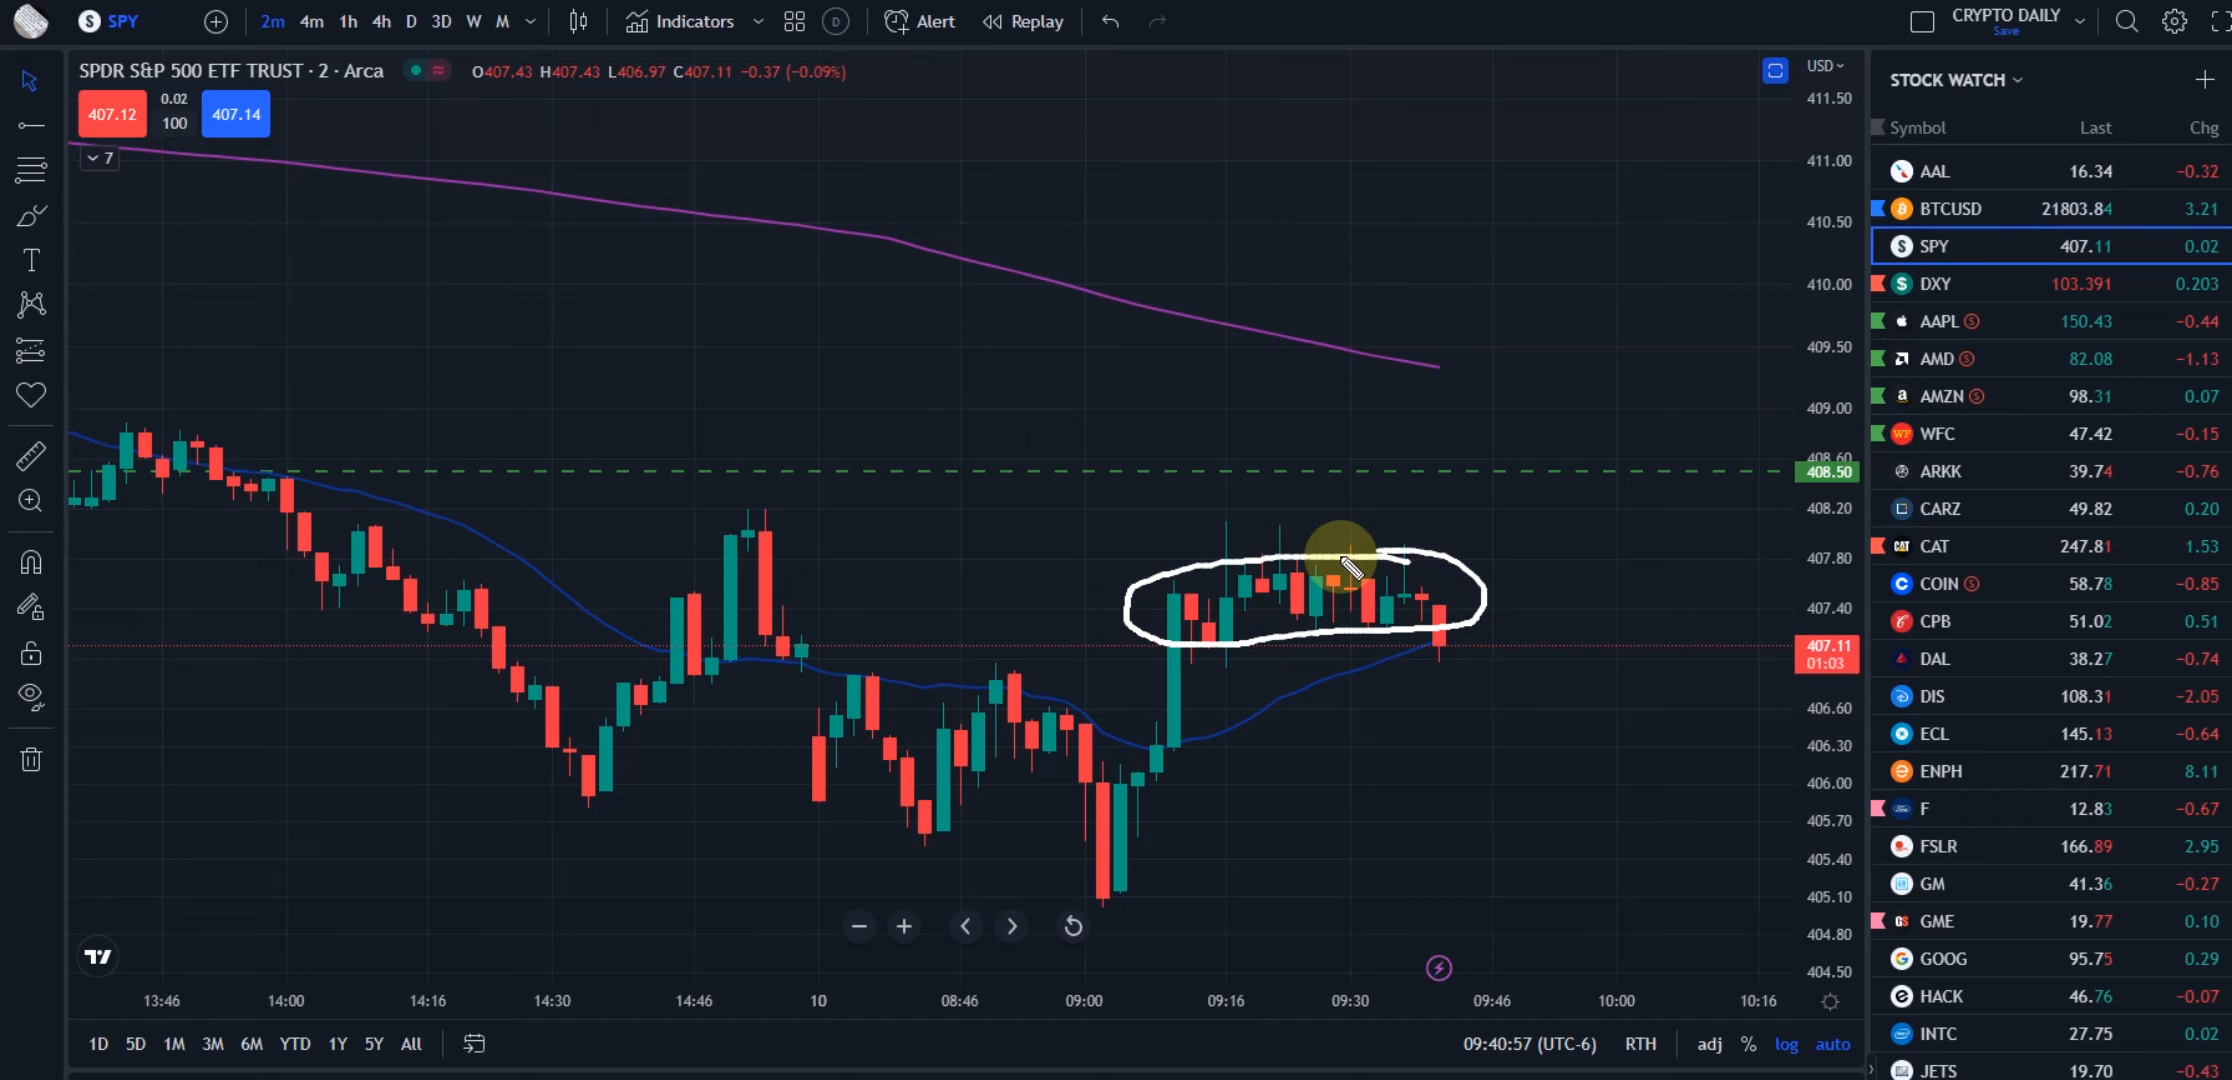 SPY 2m 4m 1h 4h D 3D W M Indicators D Alert Replay CRYPTO DAILY
Save
SPDR S&P 500 ETF TRUST · 2 · Arca O407.43 H407.43 L406.97 C407.11 −0.37 (−0.09%)
407.12 0.02 407.14
100
7
USD
411.50
411.00
410.50
410.00
409.50
409.00
408.60
408.50
408.20
407.80
407.40
407.11
01:03
406.60
406.30
406.00
405.70
405.40
405.10
404.80
404.50
13:46 14:00 14:16 14:30 14:46 10 08:46 09:00 09:16 09:30 09:46 10:00 10:16
1D 5D 1M 3M 6M YTD 1Y 5Y All 09:40:57 (UTC-6) RTH adj % log auto
STOCK WATCH
Symbol Last Chg
AAL 16.34 −0.32
BTCUSD 21803.84 3.21
SPY 407.11 0.02
DXY 103.391 0.203
AAPL 150.43 −0.44
AMD 82.08 −1.13
AMZN 98.31 0.07
WFC 47.42 −0.15
ARKK 39.74 −0.76
CARZ 49.82 0.20
CAT CAT 247.81 1.53
COIN 58.78 −0.85
CPB 51.02 0.51
DAL 38.27 −0.74
DIS 108.31 −2.05
ECL 145.13 −0.64
ENPH 217.71 8.11
F 12.83 −0.67
FSLR 166.89 2.95
GM 41.36 −0.27
GS GME 19.77 0.10
GOOG 95.75 0.29
HACK 46.76 −0.07
INTC 27.75 0.02
JETS 19.70 −0.43